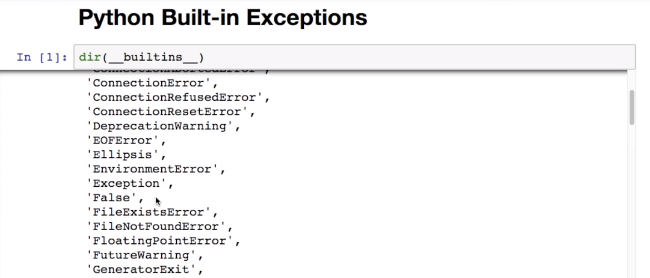 Python Built-in Exceptions
In [1]: dir(__builtins__)
'ConnectionAbortedError',
'ConnectionError',
'ConnectionRefusedError',
'ConnectionResetError',
'DeprecationWarning',
'EOFError',
'Ellipsis',
'EnvironmentError',
'Exception',
'False',
'FileExistsError',
'FileNotFoundError',
'FloatingPointError',
'FutureWarning',
'GeneratorExit',